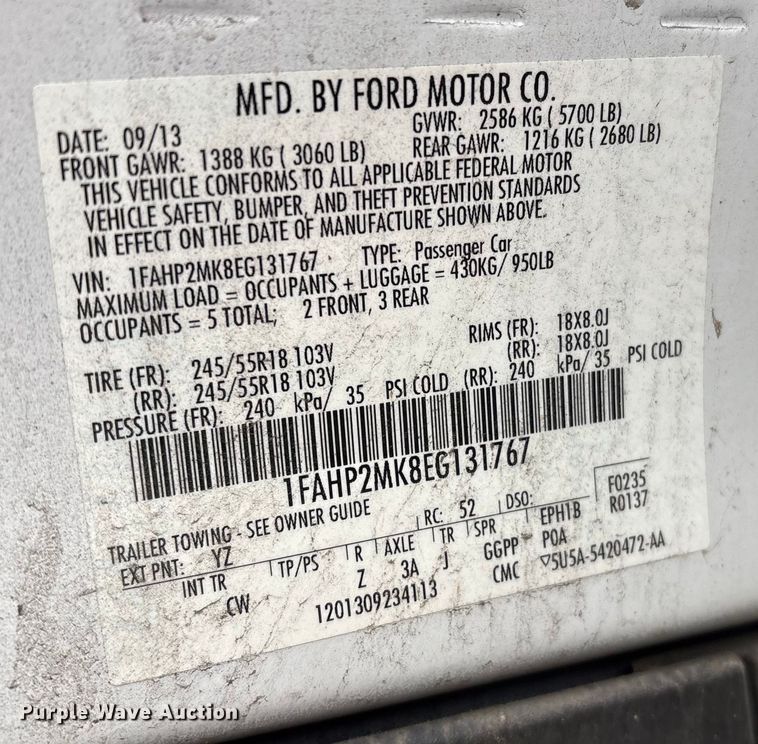 MFD. BY FORD MOTOR CO.
DATE: 09/13 GVWR: 2586 KG ( 5700 LB)
FRONT GAWR: 1388 KG ( 3060 LB) REAR GAWR: 1216 KG ( 2680 LB)
THIS VEHICLE CONFORMS TO ALL APPLICABLE FEDERAL MOTOR
VEHICLE SAFETY, BUMPER, AND THEFT PREVENTION STANDARDS
IN EFFECT ON THE DATE OF MANUFACTURE SHOWN ABOVE.
VIN: 1FAHP2MK8EG131767 TYPE: Passenger Car
MAXIMUM LOAD = OCCUPANTS + LUGGAGE = 430KG/ 950LB
OCCUPANTS = 5 TOTAL; 2 FRONT, 3 REAR
TIRE (FR): 245/55R18 103V RIMS (FR): 18X8.0J
(RR): 245/55R18 103V (RR): 18X8.0J
PRESSURE (FR): 240 kPa/ 35 PSI COLD (RR): 240 kPa/ 35 PSI COLD
1FAHP2MK8EG131767
TRAILER TOWING - SEE OWNER GUIDE
F0235
EXT PNT: YZ RC: 52 DSO: EPH1B R0137
INT TR TP/PS R AXLE TR SPR P0A
CW Z 3A J GGPP 5U5A-5420472-AA
CMC
1201309234113
Purple Wave Auction